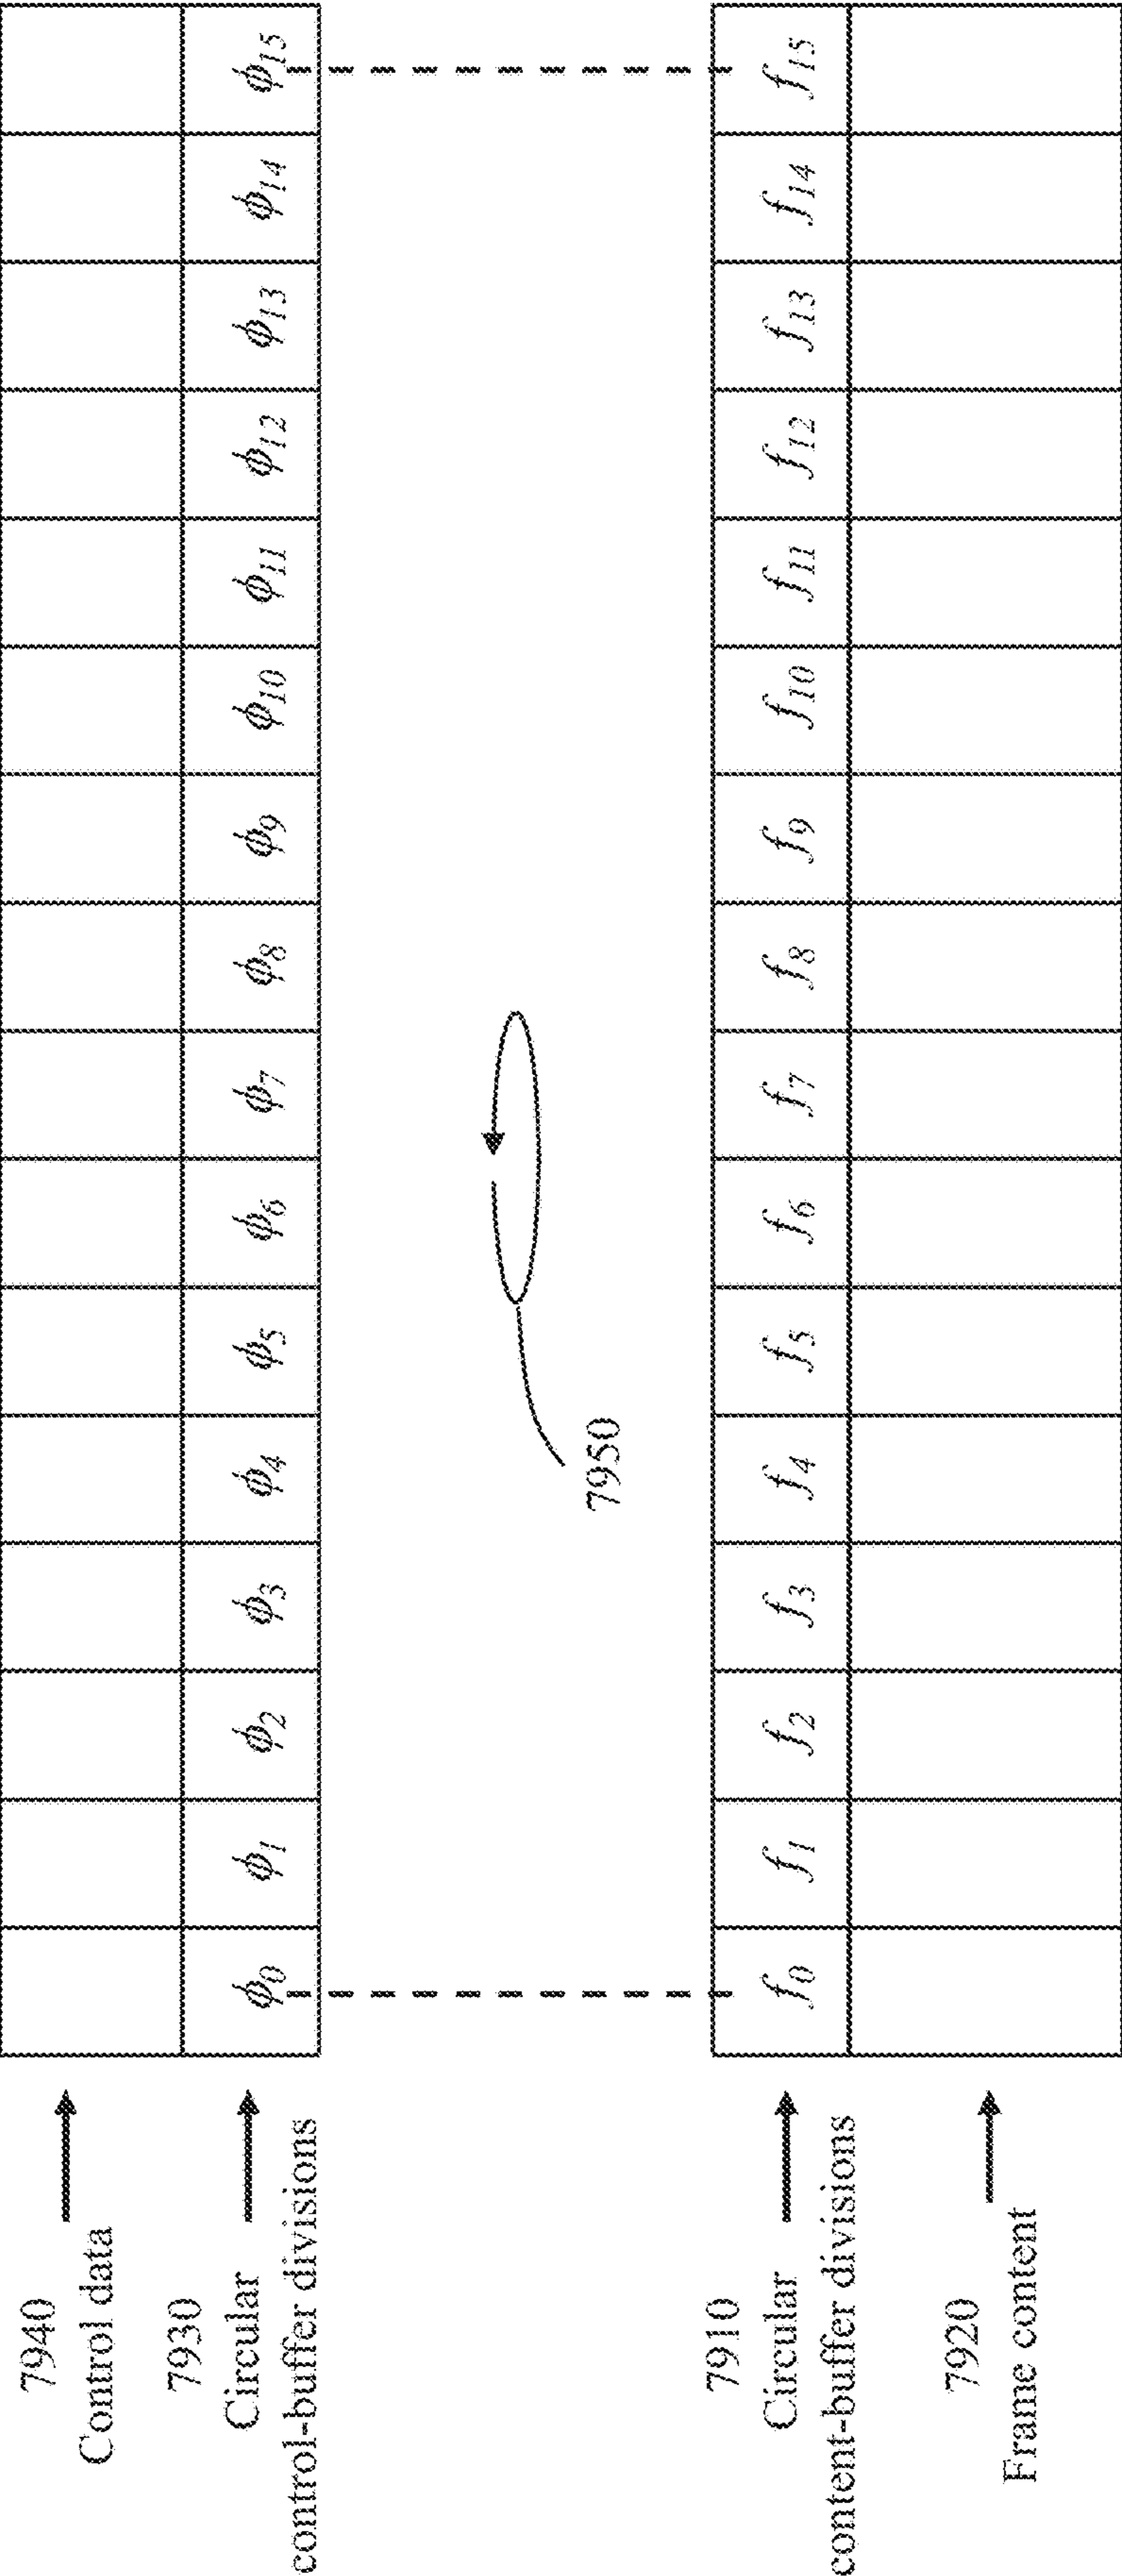 7940
Control data
7930
Circular
control-buffer divisions
ϕ0 ϕ1 ϕ2 ϕ3 ϕ4 ϕ5 ϕ6 ϕ7 ϕ8 ϕ9 ϕ10 ϕ11 ϕ12 ϕ13 ϕ14 ϕ15
7950
7910
Circular
content-buffer divisions
f0 f1 f2 f3 f4 f5 f6 f7 f8 f9 f10 f11 f12 f13 f14 f15
7920
Frame content